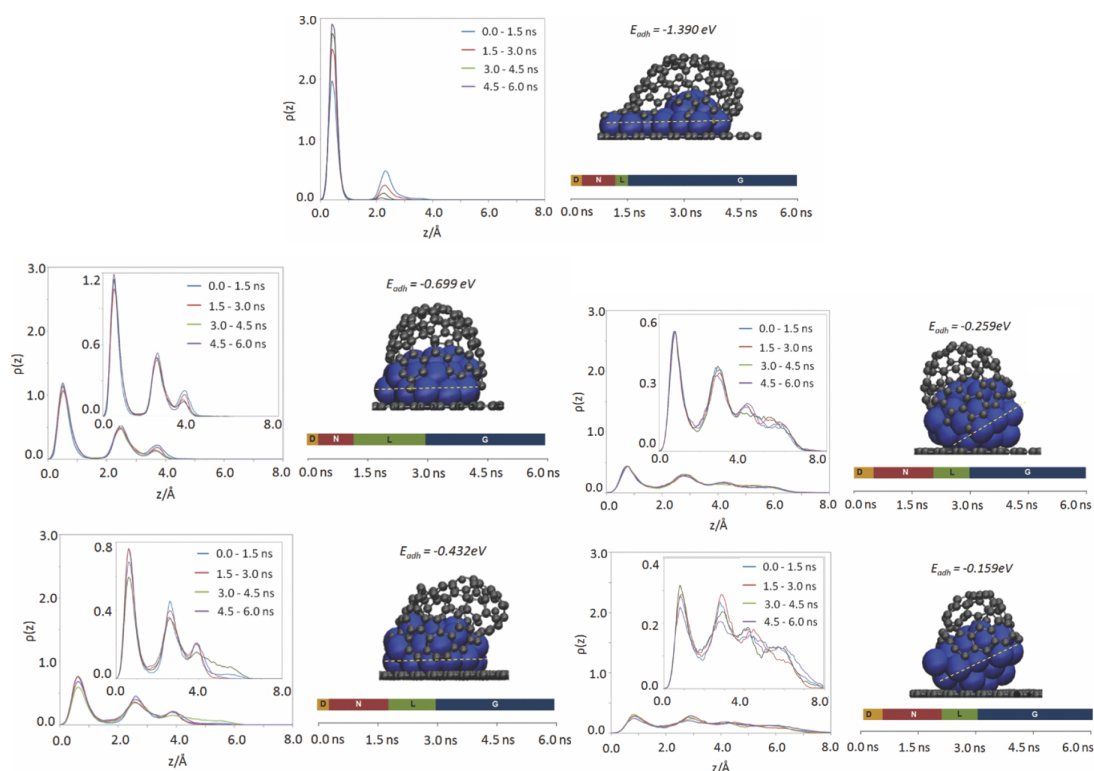 3.0
2.0
1.0
0.0
ρ(z)
0.0 2.0 4.0 6.0 8.0
z/Å
0.0 - 1.5 ns
1.5 - 3.0 ns
3.0 - 4.5 ns
4.5 - 6.0 ns
E_adh = -1.390 eV
D N L G
0.0 ns 1.5 ns 3.0 ns 4.5 ns 6.0 ns
3.0
2.0
1.0
0.0
ρ(z)
0.0 2.0 4.0 6.0 8.0
z/Å
1.2
0.6
0.0
0.0 4.0 8.0
0.0 - 1.5 ns
1.5 - 3.0 ns
3.0 - 4.5 ns
4.5 - 6.0 ns
E_adh = -0.699 eV
D N L G
0.0 ns 1.5 ns 3.0 ns 4.5 ns 6.0 ns
3.0
2.0
1.0
0.0
ρ(z)
0.0 2.0 4.0 6.0 8.0
z/Å
0.6
0.3
0.0
0.0 4.0 8.0
0.0 - 1.5 ns
1.5 - 3.0 ns
3.0 - 4.5 ns
4.5 - 6.0 ns
E_adh = -0.259eV
D N L G
0.0 ns 1.5 ns 3.0 ns 4.5 ns 6.0 ns
3.0
2.0
1.0
0.0
ρ(z)
0.0 2.0 4.0 6.0 8.0
z/Å
0.8
0.4
0.0
0.0 4.0 8.0
0.0 - 1.5 ns
1.5 - 3.0 ns
3.0 - 4.5 ns
4.5 - 6.0 ns
E_adh = -0.432eV
D N L G
0.0 ns 1.5 ns 3.0 ns 4.5 ns 6.0 ns
3.0
2.0
1.0
0.0
ρ(z)
0.0 2.0 4.0 6.0 8.0
z/Å
0.4
0.2
0.0
0.0 4.0 8.0
0.0 - 1.5 ns
1.5 - 3.0 ns
3.0 - 4.5 ns
4.5 - 6.0 ns
E_adh = -0.159eV
D N L G
0.0 ns 1.5 ns 3.0 ns 4.5 ns 6.0 ns